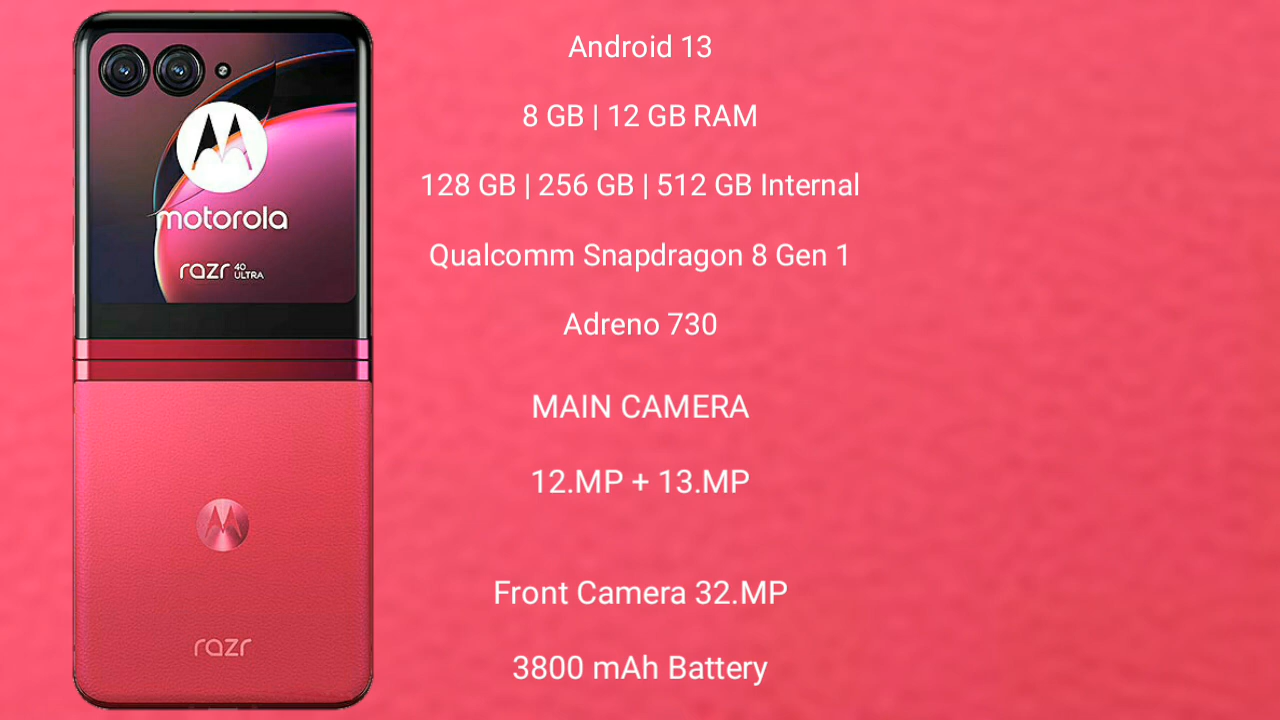 motorola
razr 40 ULTRA
razr
Android 13
8 GB | 12 GB RAM
128 GB | 256 GB | 512 GB Internal
Qualcomm Snapdragon 8 Gen 1
Adreno 730
MAIN CAMERA
12.MP + 13.MP
Front Camera 32.MP
3800 mAh Battery